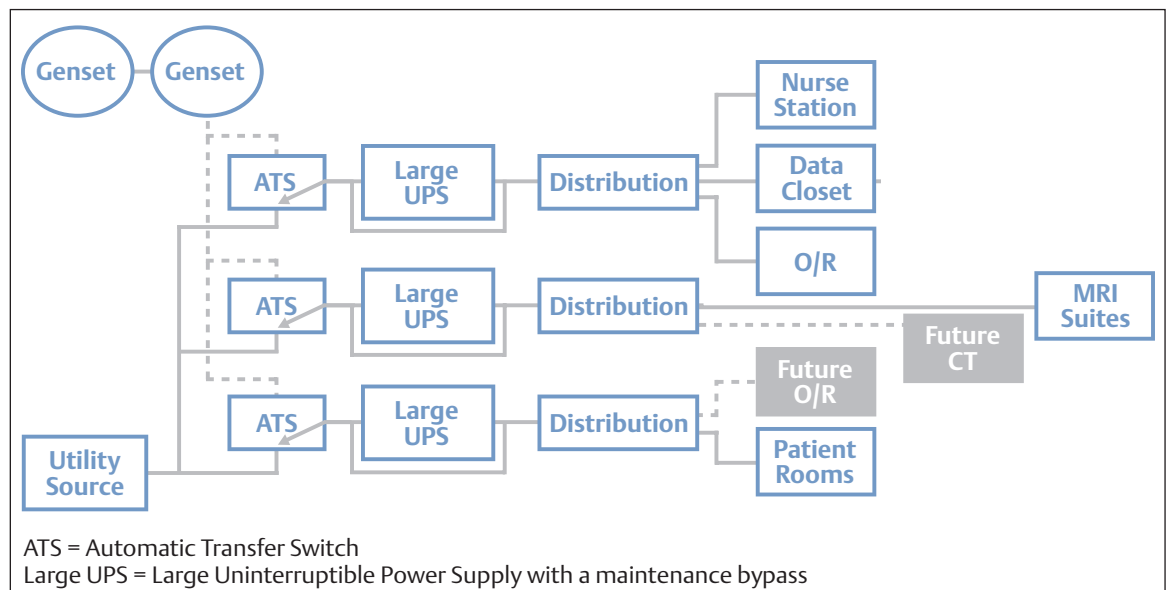 Genset
Genset
Nurse
Station
ATS
Large
UPS
Distribution
Data
Closet
O/R
ATS
Large
UPS
Distribution
MRI
Suites
Future
CT
Future
O/R
ATS
Large
UPS
Distribution
Patient
Rooms
Utility
Source
ATS = Automatic Transfer Switch
Large UPS = Large Uninterruptible Power Supply with a maintenance bypass